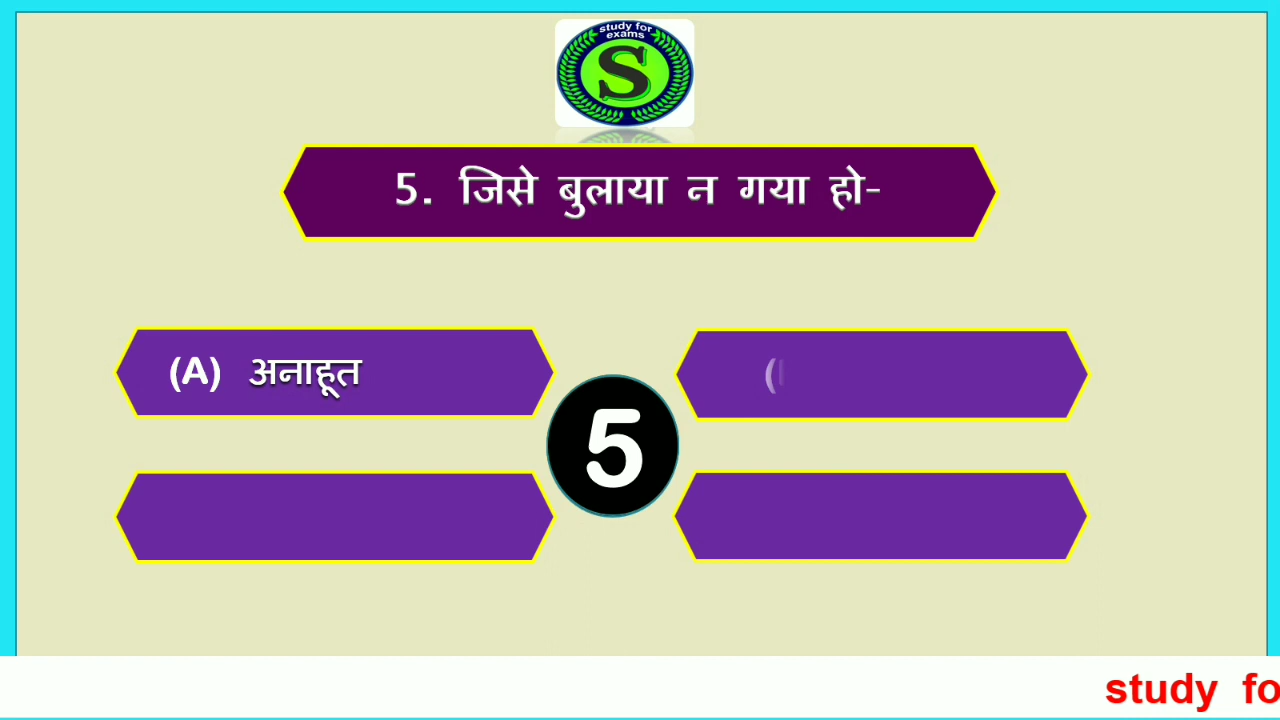 study for
exams
S
5. जिसे बुलाया न गया हो-
(A) अनाहूत
(
5
study fo